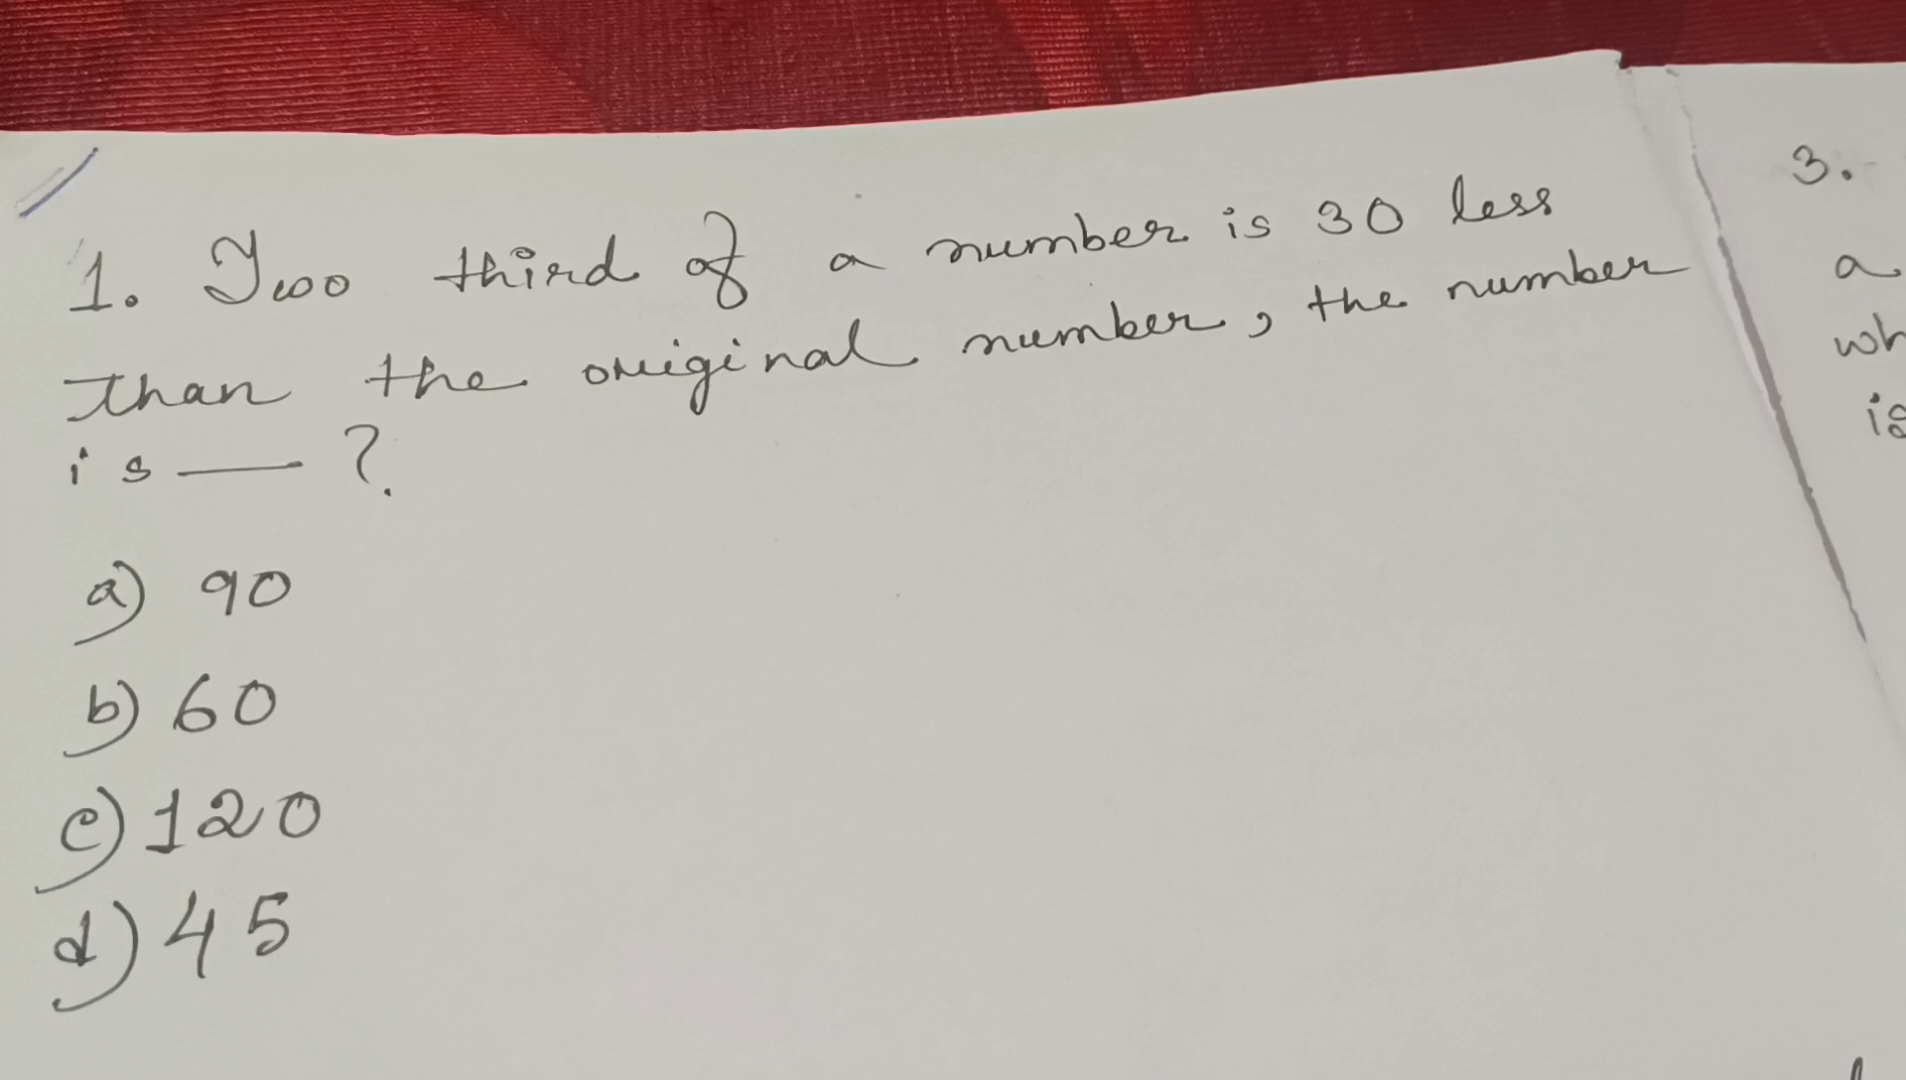 1. Two third of a number is 30 less
than the original number, the number
is — ?
a) 90
b) 60
c) 120
d) 45
3.
a
wh
is